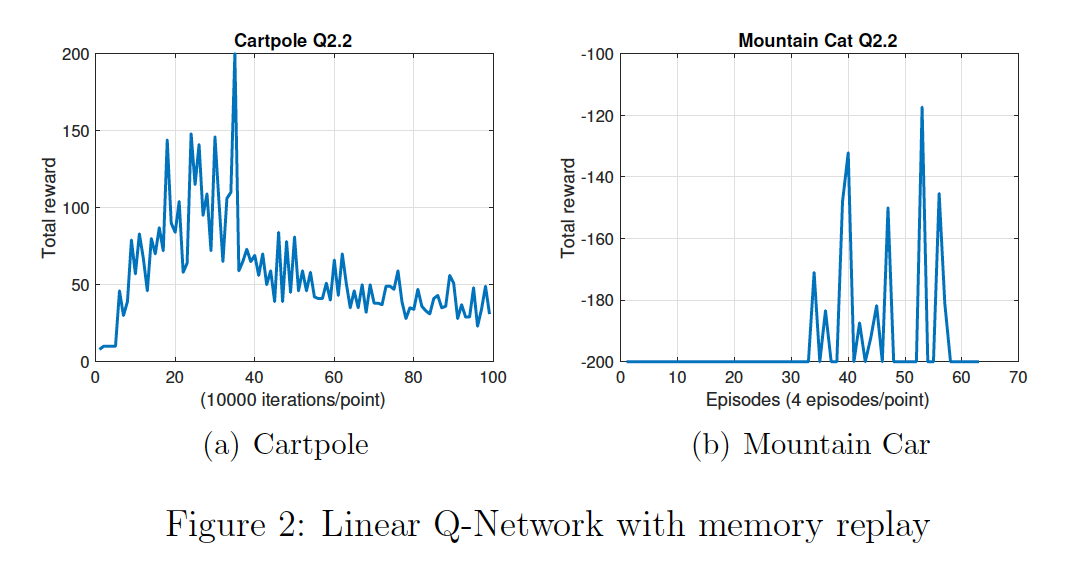 Cartpole Q2.2
200
150
100
50
0
0 20 40 60 80 100
Total reward
(10000 iterations/point)
(a) Cartpole
Mountain Cat Q2.2
-100
-120
-140
-160
-180
-200
0 10 20 30 40 50 60 70
Total reward
Episodes (4 episodes/point)
(b) Mountain Car
Figure 2: Linear Q-Network with memory replay